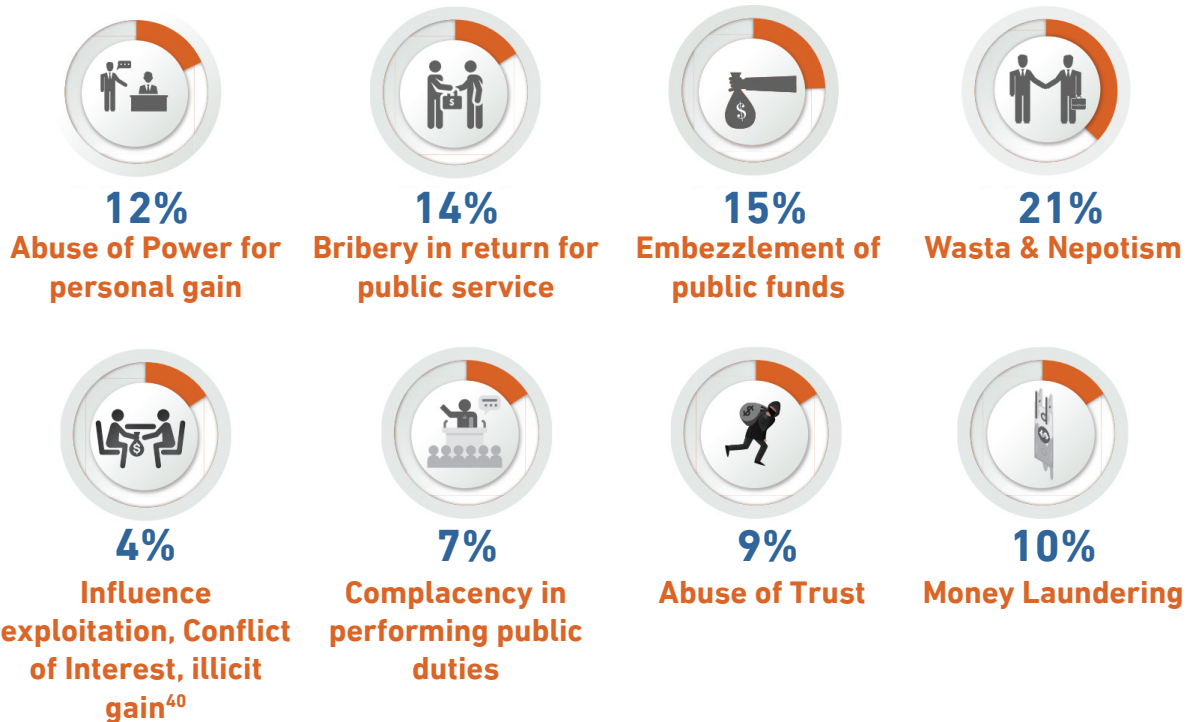 12%
Abuse of Power for
personal gain
14%
Bribery in return for
public service
15%
Embezzlement of
public funds
21%
Wasta & Nepotism
4%
Influence
exploitation, Conflict
of Interest, illicit
gain⁴⁰
7%
Complacency in
performing public
duties
9%
Abuse of Trust
10%
Money Laundering